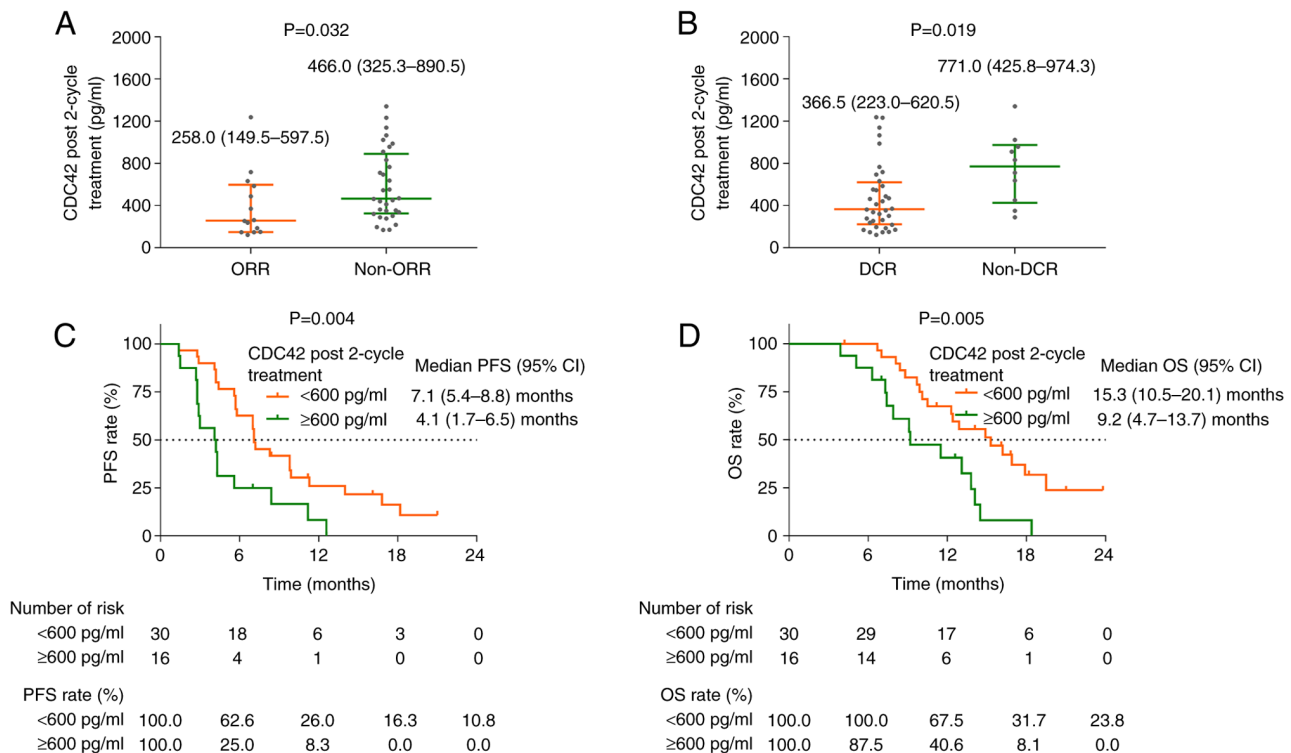 A
P=0.032
2000
1600
1200
800
400
0
CDC42 post 2-cycle
treatment (pg/ml)
466.0 (325.3–890.5)
258.0 (149.5–597.5)
ORR
Non-ORR
B
P=0.019
2000
1600
1200
800
400
0
CDC42 post 2-cycle
treatment (pg/ml)
771.0 (425.8–974.3)
366.5 (223.0–620.5)
DCR
Non-DCR
C
P=0.004
100
75
50
25
0
PFS rate (%)
CDC42 post 2-cycle
treatment
Median PFS (95% CI)
<600 pg/ml 7.1 (5.4–8.8) months
≥600 pg/ml 4.1 (1.7–6.5) months
0 6 12 18 24
Time (months)
Number of risk
<600 pg/ml 30 18 6 3 0
≥600 pg/ml 16 4 1 0 0
PFS rate (%)
<600 pg/ml 100.0 62.6 26.0 16.3 10.8
≥600 pg/ml 100.0 25.0 8.3 0.0 0.0
D
P=0.005
100
75
50
25
0
OS rate (%)
CDC42 post 2-cycle
treatment
Median OS (95% CI)
<600 pg/ml 15.3 (10.5–20.1) months
≥600 pg/ml 9.2 (4.7–13.7) months
0 6 12 18 24
Time (months)
Number of risk
<600 pg/ml 30 29 17 6 0
≥600 pg/ml 16 14 6 1 0
OS rate (%)
<600 pg/ml 100.0 100.0 67.5 31.7 23.8
≥600 pg/ml 100.0 87.5 40.6 8.1 0.0